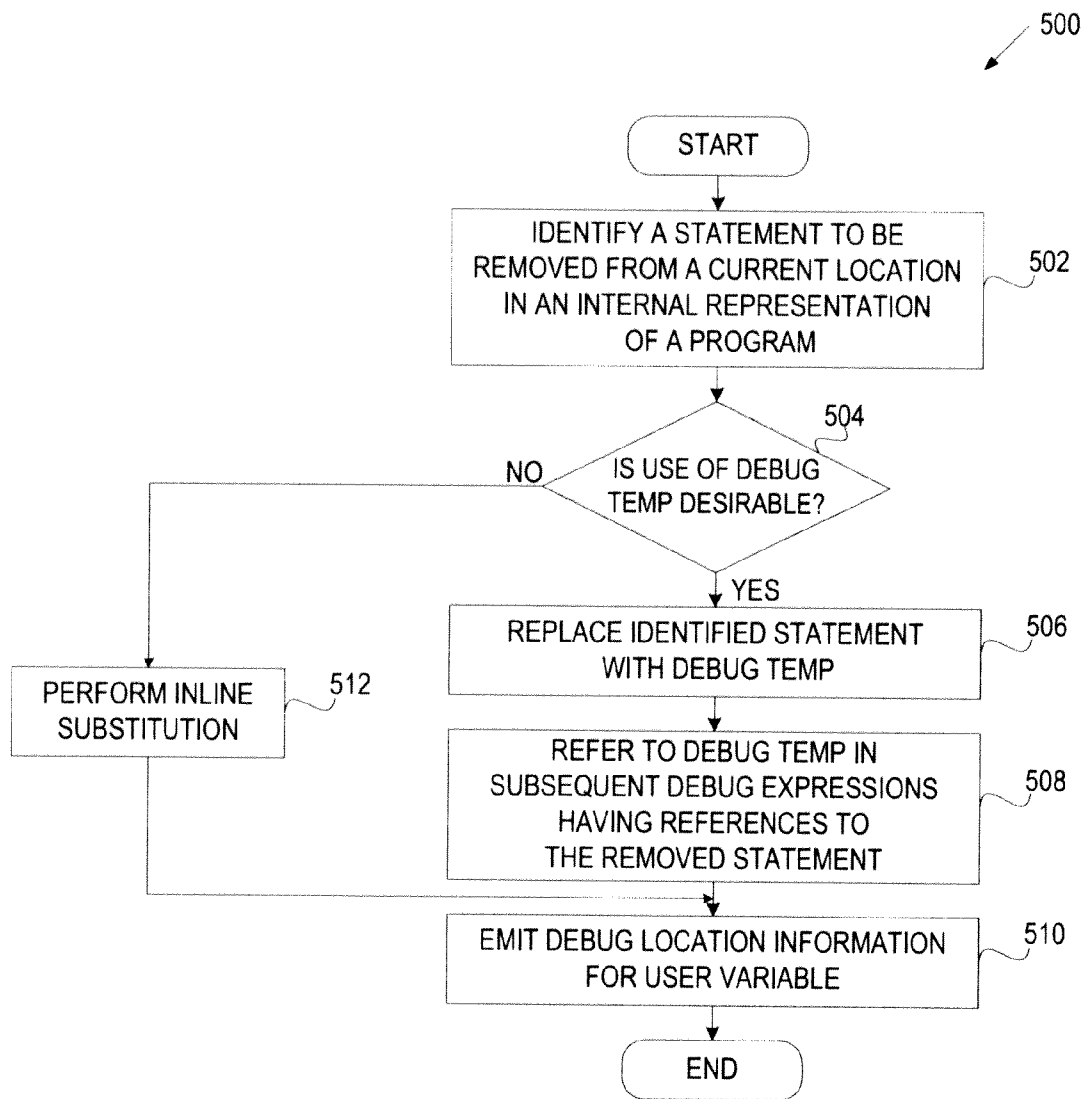 500
START
IDENTIFY A STATEMENT TO BE
REMOVED FROM A CURRENT LOCATION
IN AN INTERNAL REPRESENTATION
OF A PROGRAM
502
504
IS USE OF DEBUG
TEMP DESIRABLE?
NO
YES
REPLACE IDENTIFIED STATEMENT
WITH DEBUG TEMP
506
PERFORM INLINE
SUBSTITUTION
512
REFER TO DEBUG TEMP IN
SUBSEQUENT DEBUG EXPRESSIONS
HAVING REFERENCES TO
THE REMOVED STATEMENT
508
EMIT DEBUG LOCATION INFORMATION
FOR USER VARIABLE
510
END